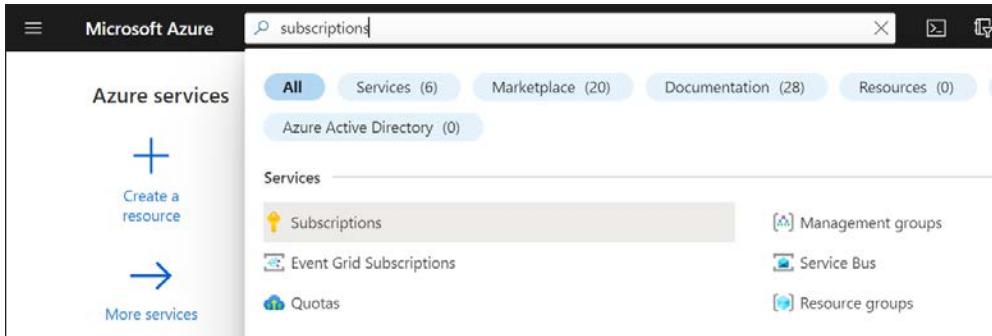 Microsoft Azure
subscriptions
Azure services
All
Services (6)
Marketplace (20)
Documentation (28)
Resources (0)
Azure Active Directory (0)
Create a
resource
More services
Services
Subscriptions
Management groups
Event Grid Subscriptions
Service Bus
Quotas
Resource groups